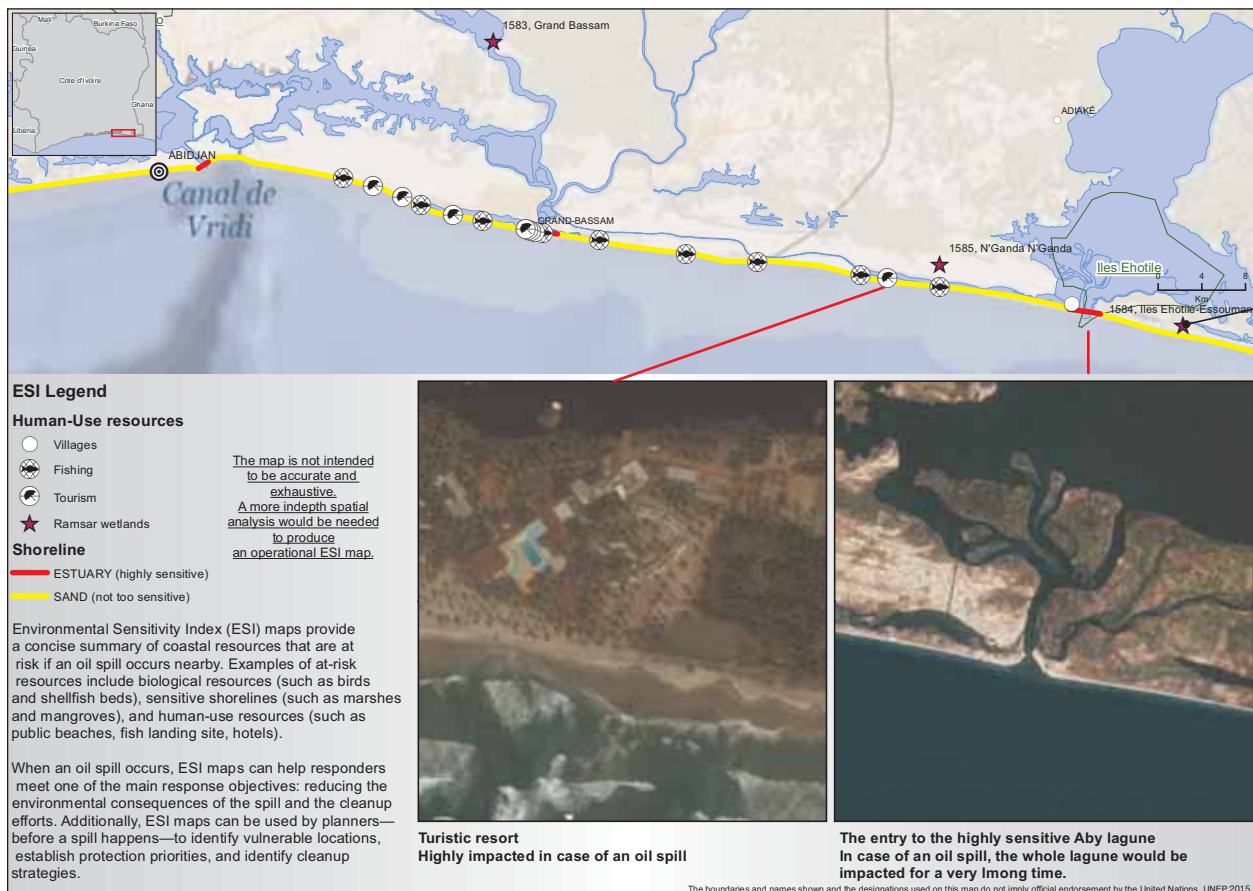 Mali
Burkina Faso
Guinea
Cote d'Ivoire
Ghana
Liberia
1583, Grand Bassam
ADIAKÉ
ABIDJAN
Canal de
Vridi
GRAND-BASSAM
1585, N'Ganda N'Ganda
Iles Ehotile
0 4 8
Km
1584, Iles Ehotilé-Essouman
ESI Legend
Human-Use resources
Villages
Fishing
Tourism
Ramsar wetlands
The map is not intended
to be accurate and
exhaustive.
A more indepth spatial
analysis would be needed
to produce
an operational ESI map.
Shoreline
ESTUARY (highly sensitive)
SAND (not too sensitive)
Environmental Sensitivity Index (ESI) maps provide
a concise summary of coastal resources that are at
risk if an oil spill occurs nearby. Examples of at-risk
resources include biological resources (such as birds
and shellfish beds), sensitive shorelines (such as marshes
and mangroves), and human-use resources (such as
public beaches, fish landing site, hotels).
When an oil spill occurs, ESI maps can help responders
meet one of the main response objectives: reducing the
environmental consequences of the spill and the cleanup
efforts. Additionally, ESI maps can be used by planners—
before a spill happens—to identify vulnerable locations,
establish protection priorities, and identify cleanup
strategies.
Turistic resort
Highly impacted in case of an oil spill
The entry to the highly sensitive Aby lagune
In case of an oil spill, the whole lagune would be
impacted for a very lmong time.
The boundaries and names shown and the designations used on this map do not imply official endorsement by the United Nations. UNEP 2015